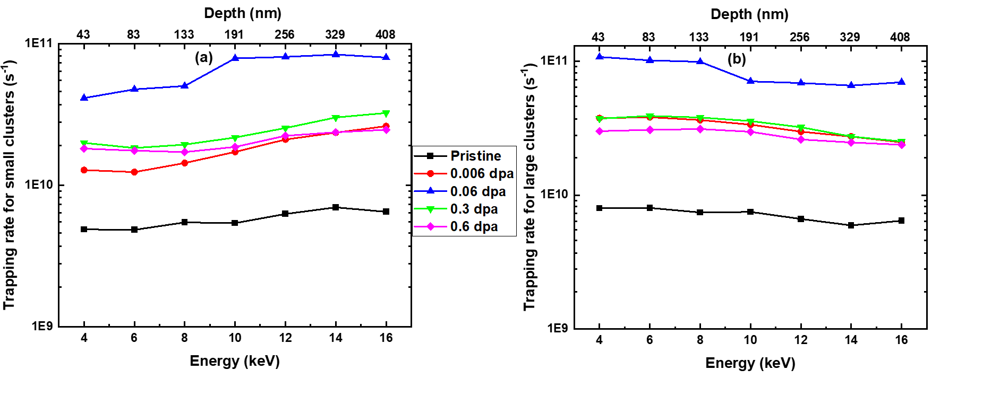 Depth (nm)
43 83 133 191 256 329 408
1E11
1E10
1E9
(a)
Trapping rate for small clusters (s-1)
4 6 8 10 12 14 16
Energy (keV)
Pristine
0.006 dpa
0.06 dpa
0.3 dpa
0.6 dpa
Depth (nm)
43 83 133 191 256 329 408
1E11
1E10
1E9
(b)
Trapping rate for large clusters (s-1)
4 6 8 10 12 14 16
Energy (keV)